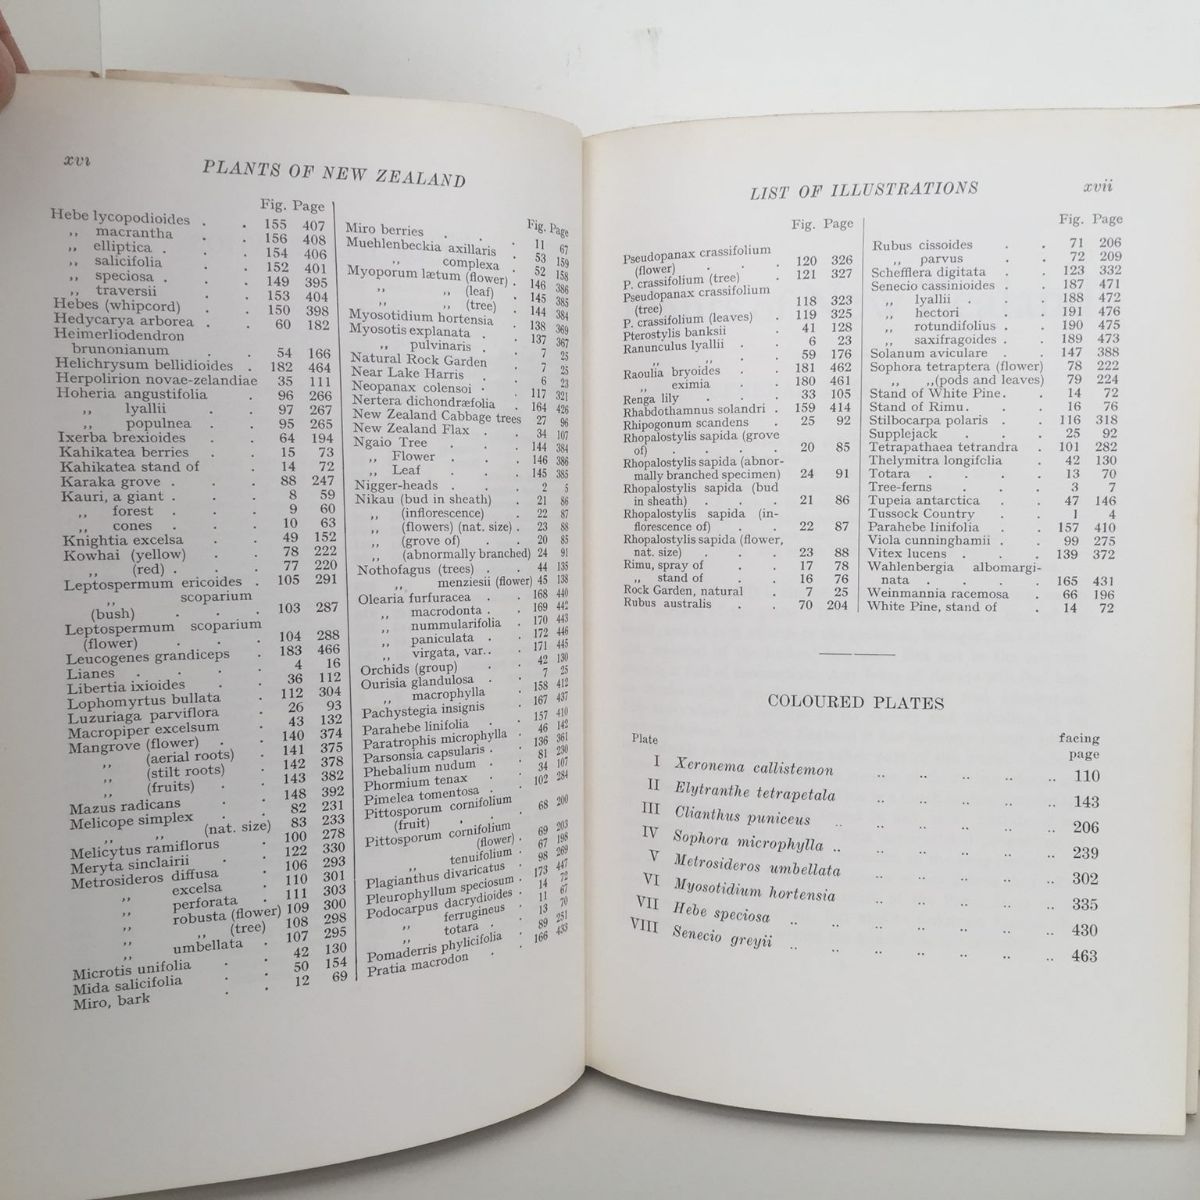 xvi
PLANTS OF NEW ZEALAND
Fig. Page
Hebe lycopodioides . . 155 407
,, macrantha . 156 408
,, elliptica . . 154 406
,, salicifolia . 152 401
,, speciosa . . 149 395
,, traversii . 153 404
Hebes (whipcord) . . 150 398
Hedycarya arborea . . 60 182
Heimerliodendron
brunonianum . . 54 166
Helichrysum bellidioides . 182 464
Herpolirion novae-zelandiae 35 111
Hoheria angustifolia . 96 266
,, lyallii . . 97 267
,, populnea . . 95 265
Ixerba brexioides . . 64 194
Kahikatea berries . . 15 73
Kahikatea stand of . 14 72
Karaka grove . . . 88 247
Kauri, a giant . . . 8 59
,, forest . . . 9 60
,, cones . . . 10 63
Knightia excelsa . . 49 152
Kowhai (yellow) . . 78 222
,, (red) . . . 77 220
Leptospermum ericoides . 105 291
,, scoparium
(bush) . . . 103 287
Leptospermum scoparium
(flower) . . . 104 288
Leucogenes grandiceps . 183 466
Lianes . . . . 4 16
Libertia ixioides . . 36 112
Lophomyrtus bullata . 112 304
Luzuriaga parviflora . 26 93
Macropiper excelsum . 43 132
Mangrove (flower) . . 140 374
,, (aerial roots) . 141 375
,, (stilt roots) . 142 378
,, (fruits) . . 143 382
Mazus radicans . . 148 392
Melicope simplex . . 82 231
,, ,, (nat. size) 83 233
Melicytus ramiflorus . 100 278
Meryta sinclairii . . 122 330
Metrosideros diffusa . 106 293
,, excelsa . 110 301
,, perforata . 111 303
,, robusta (flower) 109 300
,, ,, (tree) 108 298
,, umbellata . 107 295
Microtis unifolia . . 42 130
Mida salicifolia . . 50 154
Miro, bark . . 12 69
Fig. Page
Miro berries . . . 11 67
Muehlenbeckia axillaris . 53 159
,, complexa . 52 158
Myoporum lætum (flower) . 146 386
,, ,, (leaf) . 145 385
,, ,, (tree) . 144 384
Myosotidium hortensia . 138 369
Myosotis explanata . . 137 367
,, pulvinaris . . 7 25
Natural Rock Garden . 7 25
Near Lake Harris . . 6 23
Neopanax colensoi . . 117 321
Nertera dichondræfolia . 164 426
New Zealand Cabbage trees 27 96
New Zealand Flax . . 34 107
Ngaio Tree . . . 144 384
,, Flower . . . 146 386
,, Leaf . . . 145 385
Nigger-heads . . . 2 5
Nikau (bud in sheath) . 21 86
,, (inflorescence) . 22 87
,, (flowers) (nat. size) . 23 88
,, (grove of) . . 20 85
,, (abnormally branched) 24 91
Nothofagus (trees) . . 44 135
,, menziesii (flower) 45 138
Olearia furfuracea . . 168 440
,, macrodonta . . 169 442
,, nummularifolia . 170 443
,, paniculata . . 172 446
,, virgata, var. . . 171 445
Orchids (group) . . 42 130
Ourisia glandulosa . . 7 25
,, macrophylla . 158 412
Pachystegia insignis . 167 437
Parahebe linifolia . . 157 410
Paratrophis microphylla . 46 142
Parsonsia capsularis . . 136 361
Phebalium nudum . . 81 230
Phormium tenax . . 34 107
Pimelea tomentosa . . 102 284
Pittosporum cornifolium
(fruit) . . . 68 200
Pittosporum cornifolium
(flower) . 69 203
,, tenuifolium . 67 198
Plagianthus divaricatus . 98 269
Pleurophyllum speciosum . 173 447
Podocarpus dacrydioides . 14 72
,, ferrugineus . 11 67
,, totara . . 13 70
Pomaderris phylicifolia . 89 251
Pratia macrodon . . 166 433
LIST OF ILLUSTRATIONS
xvii
Fig. Page
Pseudopanax crassifolium
(flower) . . . 120 326
P. crassifolium (tree) . 121 327
Pseudopanax crassifolium
(tree) . . . 118 323
P. crassifolium (leaves) . 119 325
Pterostylis banksii . . 41 128
Ranunculus lyallii . . 6 23
,, ,, . . 59 176
Raoulia bryoides . . 181 462
,, eximia . . 180 461
Renga lily . . . 33 105
Rhabdothamnus solandri . 159 414
Rhipogonum scandens . 25 92
Rhopalostylis sapida (grove
of) . . . . 20 85
Rhopalostylis sapida (abnor-
mally branched specimen) 24 91
Rhopalostylis sapida (bud
in sheath) . . . 21 86
Rhopalostylis sapida (in-
florescence of) . . 22 87
Rhopalostylis sapida (flower,
nat. size) . . . 23 88
Rimu, spray of . . 17 78
,, stand of . . 16 76
Rock Garden, natural . 7 25
Rubus australis . . 70 204
Fig. Page
Rubus cissoides . . 71 206
,, parvus . . 72 209
Schefflera digitata . . 123 332
Senecio cassinioides . . 187 471
,, lyallii . . . 188 472
,, hectori . . 191 476
,, rotundifolius . . 190 475
,, saxifragoides . . 189 473
Solanum aviculare . . 147 388
Sophora tetraptera (flower) 78 222
,, ,, (pods and leaves) 79 224
Stand of White Pine . . 14 72
Stand of Rimu . . . 16 76
Stilbocarpa polaris . . 116 318
Supplejack . . . 25 92
Tetrapathaea tetrandra . 101 282
Thelymitra longifolia . 42 130
Totara . . . . 13 70
Tree-ferns . . . 3 7
Tupeia antarctica . . 47 146
Tussock Country . . 1 4
Parahebe linifolia . . 157 410
Viola cunninghamii . . 99 275
Vitex lucens . . . 139 372
Wahlenbergia albomargi-
nata . . . . 165 431
Weinmannia racemosa . 66 196
White Pine, stand of . 14 72
COLOURED PLATES
Plate facing page
I Xeronema callistemon .. .. .. .. 110
II Elytranthe tetrapetala .. .. .. .. 143
III Clianthus puniceus .. .. .. .. 206
IV Sophora microphylla .. .. .. .. .. 239
V Metrosideros umbellata .. .. .. .. 302
VI Myosotidium hortensia .. .. .. .. 335
VII Hebe speciosa .. .. .. .. .. 430
VIII Senecio greyii .. .. .. .. .. 463